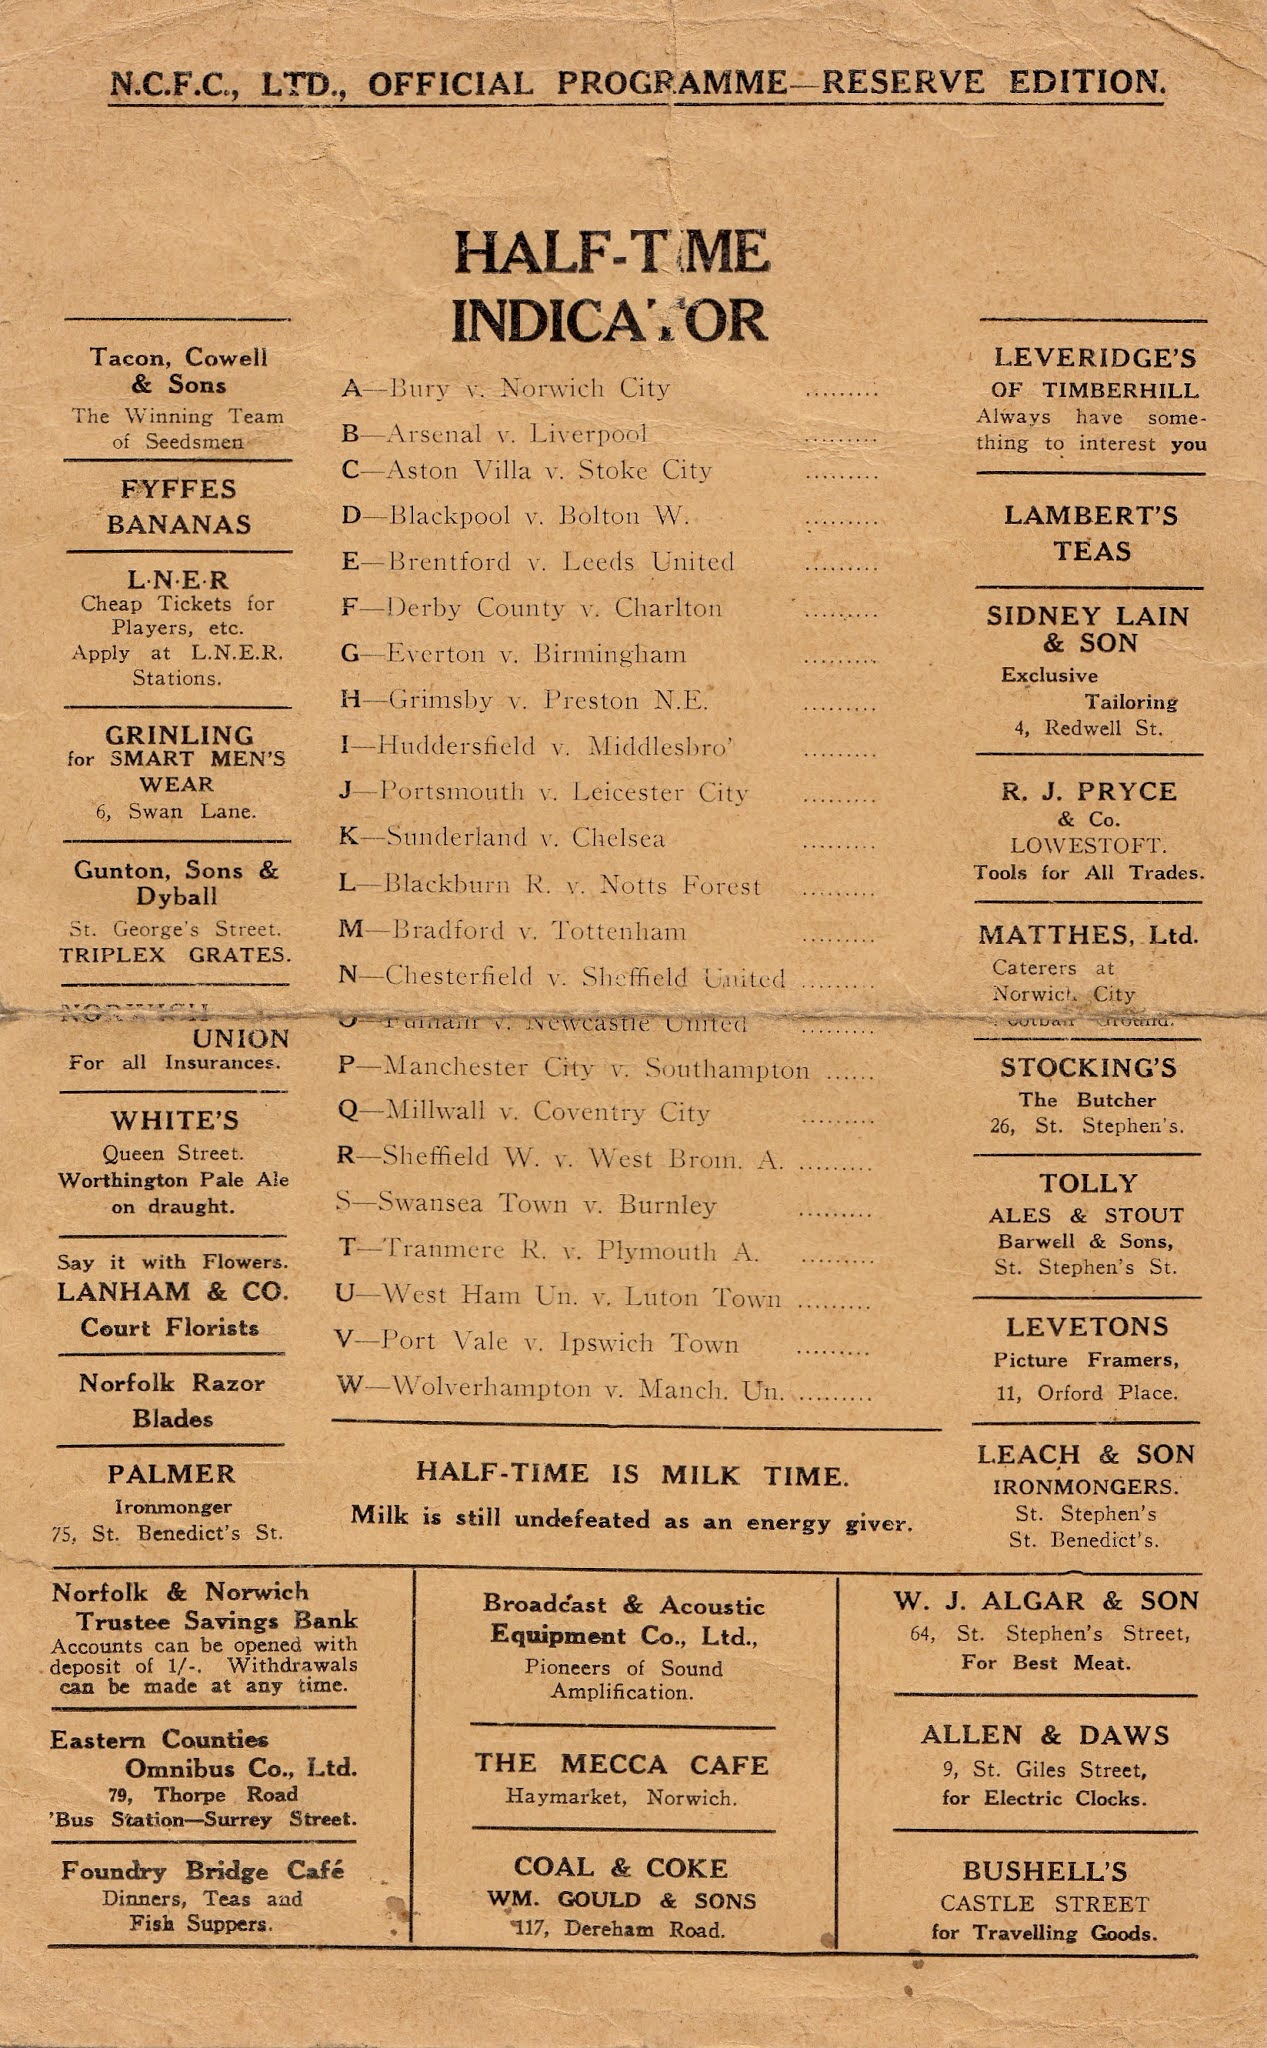 N.C.F.C., LTD., OFFICIAL PROGRAMME—RESERVE EDITION.
HALF-TIME
INDICATOR
Tacon, Cowell
& Sons
The Winning Team
of Seedsmen
FYFFES
BANANAS
L·N·E·R
Cheap Tickets for
Players, etc.
Apply at L.N.E.R.
Stations.
GRINLING
for SMART MEN'S
WEAR
6, Swan Lane.
Gunton, Sons &
Dyball
St. George's Street.
TRIPLEX GRATES.
NORWICH
UNION
For all Insurances.
WHITE'S
Queen Street.
Worthington Pale Ale
on draught.
Say it with Flowers.
LANHAM & CO.
Court Florists
Norfolk Razor
Blades
PALMER
Ironmonger
75, St. Benedict's St.
A—Bury v. Norwich City .........
B—Arsenal v. Liverpool .........
C—Aston Villa v. Stoke City .........
D—Blackpool v. Bolton W. .........
E—Brentford v. Leeds United .........
F—Derby County v. Charlton .........
G—Everton v. Birmingham .........
H—Grimsby v. Preston N.E. .........
I—Huddersfield v. Middlesbro' .........
J—Portsmouth v. Leicester City .........
K—Sunderland v. Chelsea .........
L—Blackburn R. v. Notts Forest .........
M—Bradford v. Tottenham .........
N—Chesterfield v. Sheffield United .........
O—Fulham v. Newcastle United .........
P—Manchester City v. Southampton ......
Q—Millwall v. Coventry City .........
R—Sheffield W. v. West Brom. A. .........
S—Swansea Town v. Burnley .........
T—Tranmere R. v. Plymouth A. .........
U—West Ham Un. v. Luton Town .........
V—Port Vale v. Ipswich Town .........
W—Wolverhampton v. Manch. Un. .........
HALF-TIME IS MILK TIME.
Milk is still undefeated as an energy giver.
LEVERIDGE'S
OF TIMBERHILL
Always have some-
thing to interest you
LAMBERT'S
TEAS
SIDNEY LAIN
& SON
Exclusive
Tailoring
4, Redwell St.
R. J. PRYCE
& Co.
LOWESTOFT.
Tools for All Trades.
MATTHES, Ltd.
Caterers at
Norwich City
Football Ground.
STOCKING'S
The Butcher
26, St. Stephen's.
TOLLY
ALES & STOUT
Barwell & Sons,
St. Stephen's St.
LEVETONS
Picture Framers,
11, Orford Place.
LEACH & SON
IRONMONGERS.
St. Stephen's
St. Benedict's.
Norfolk & Norwich
Trustee Savings Bank
Accounts can be opened with
deposit of 1/-. Withdrawals
can be made at any time.
Eastern Counties
Omnibus Co., Ltd.
79, Thorpe Road
'Bus Station—Surrey Street.
Foundry Bridge Café
Dinners, Teas and
Fish Suppers.
Broadcast & Acoustic
Equipment Co., Ltd.,
Pioneers of Sound
Amplification.
THE MECCA CAFE
Haymarket, Norwich.
COAL & COKE
WM. GOULD & SONS
117, Dereham Road.
W. J. ALGAR & SON
64, St. Stephen's Street,
For Best Meat.
ALLEN & DAWS
9, St. Giles Street,
for Electric Clocks.
BUSHELL'S
CASTLE STREET
for Travelling Goods.